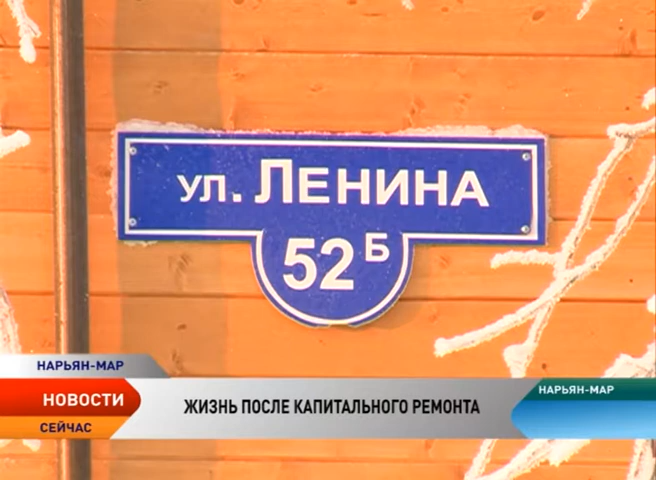 ул. Ленина
52 Б
НАРЬЯН-МАР
НОВОСТИ
СЕЙЧАС
ЖИЗНЬ ПОСЛЕ КАПИТАЛЬНОГО РЕМОНТА
НАРЬЯН-МАР